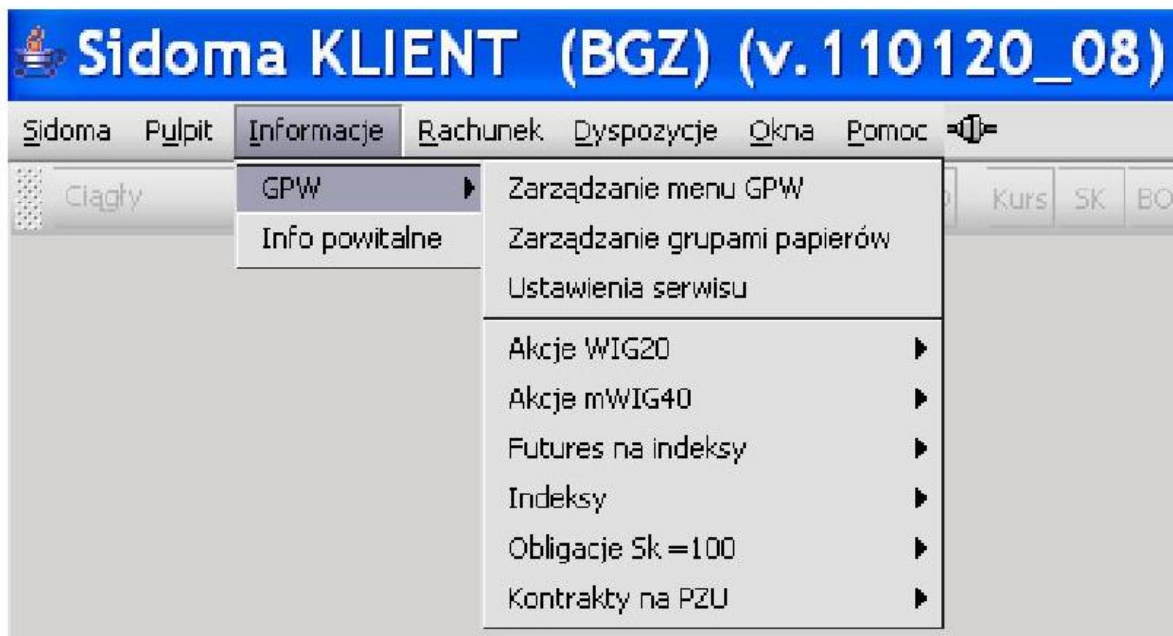 Sidoma KLIENT (BGZ) (v.110120_08)
Sidoma Pulpit Informacje Rachunek Dyspozycje Okna Pomoc
Ciągły Kurs SK BO
GPW
Info powitalne
Zarządzanie menu GPW
Zarządzanie grupami papierów
Ustawienia serwisu
Akcje WIG20
Akcje mWIG40
Futures na indeksy
Indeksy
Obligacje Sk=100
Kontrakty na PZU